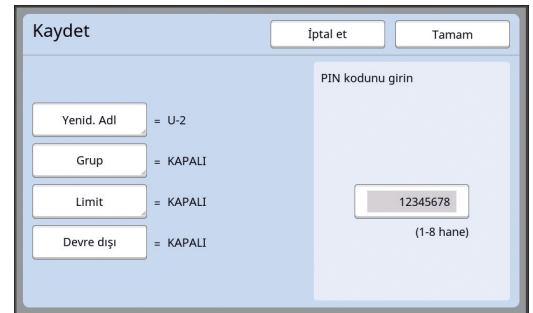 Kaydet
İptal et
Tamam
PIN kodunu girin
Yenid. Adl = U-2
Grup = KAPALI
Limit = KAPALI
12345678
(1-8 hane)
Devre dışı = KAPALI